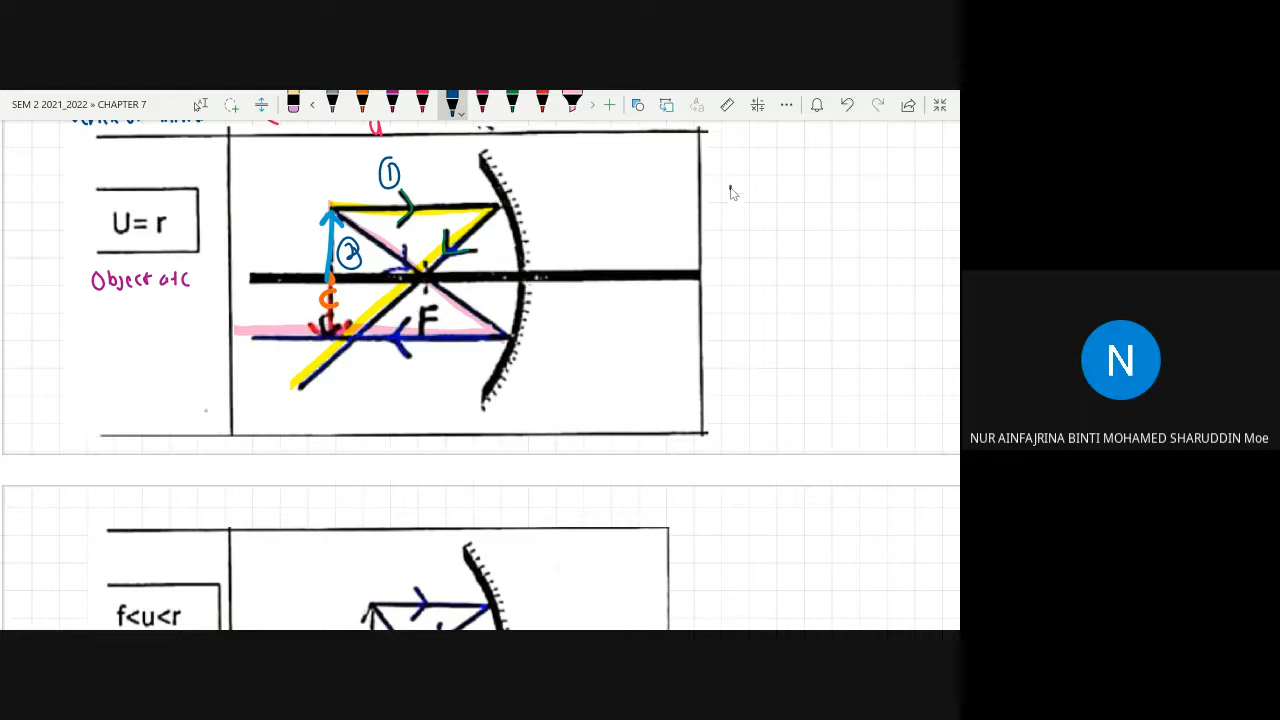 SEM 2 2021_2022 » CHAPTER 7
U= r
Object at C
①
②
C
F
f<u<r
N
NUR AINFAJRINA BINTI MOHAMED SHARUDDIN Moe